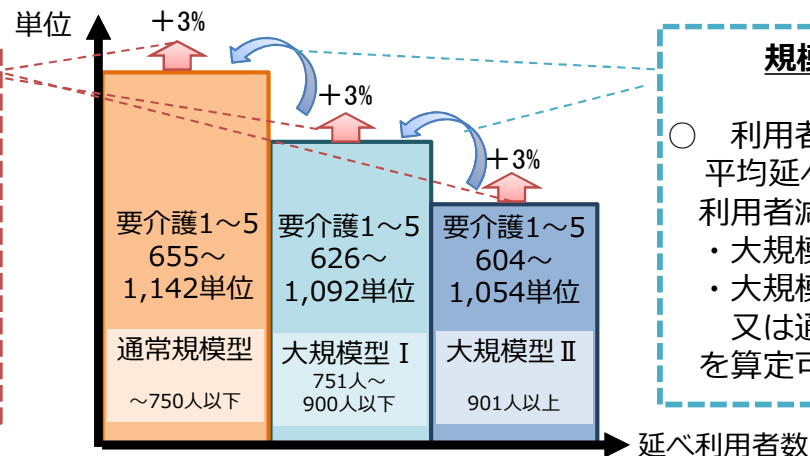 単位
+3%
+3%
+3%
要介護1～5
655～
1,142単位
通常規模型
～750人以下
要介護1～5
626～
1,092単位
大規模型Ⅰ
751人～
900人以下
要介護1～5
604～
1,054単位
大規模型Ⅱ
901人以上
延べ利用者数
規模
○ 利用者
平均延べ
利用者減
・大規模
・大規模
又は通
を算定可